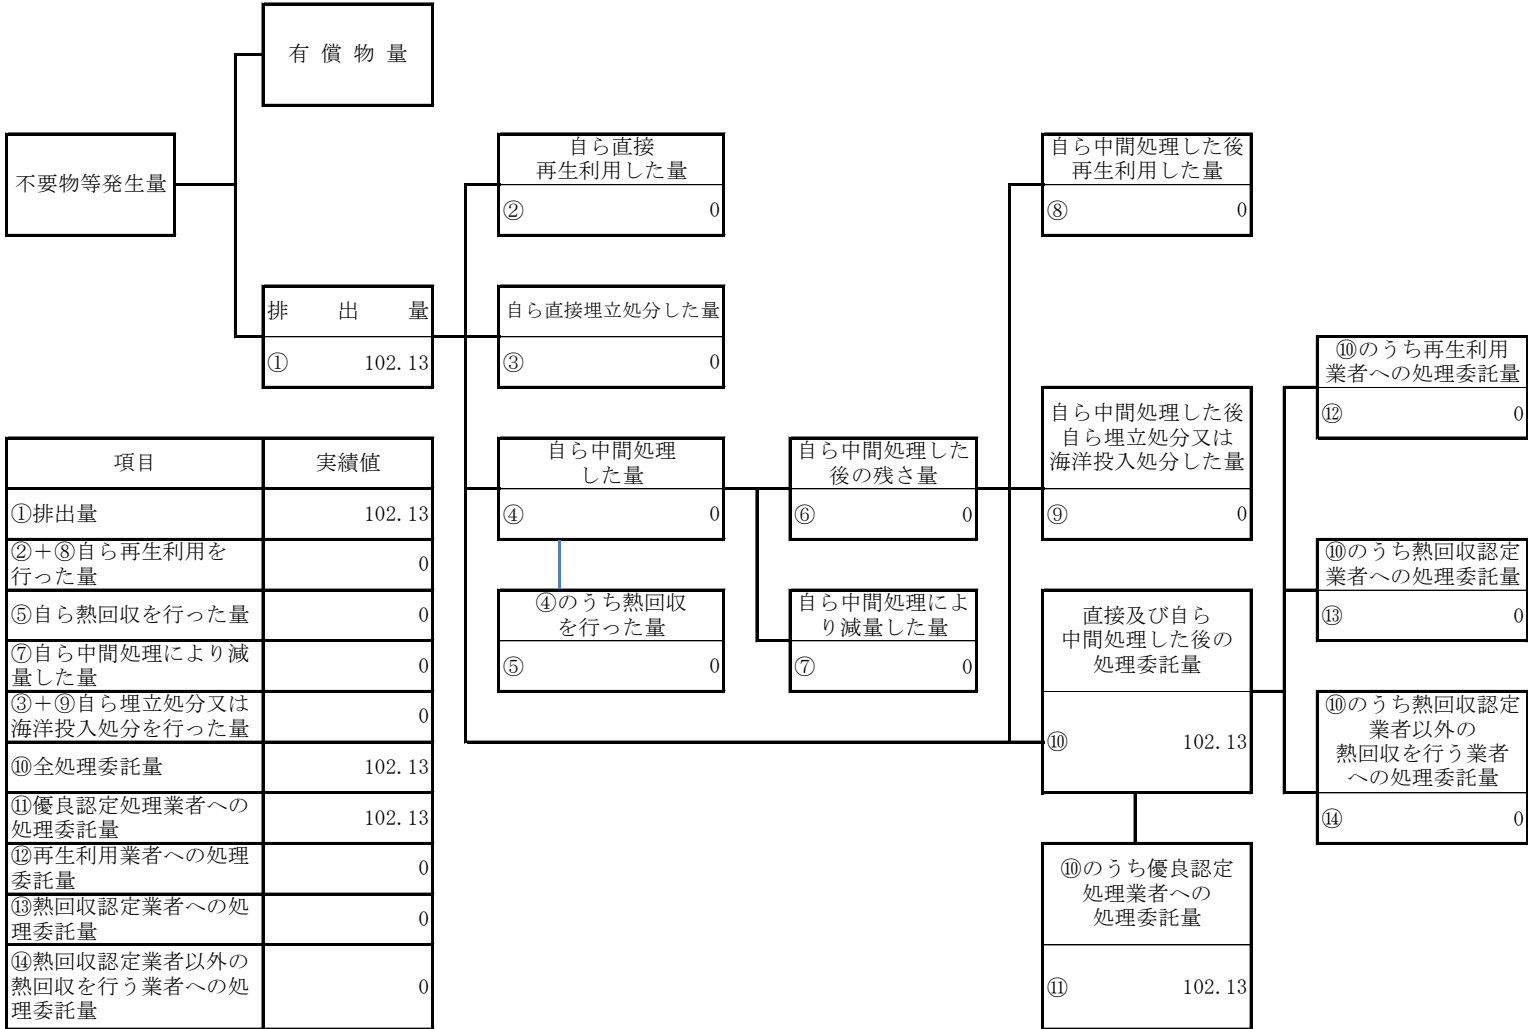 有償物量
不要物等発生量
排出量
① 102.13
自ら直接
再生利用した量
② 0
自ら直接埋立処分した量
③ 0
自ら中間処理
した量
④ 0
④のうち熱回収
を行った量
⑤ 0
自ら中間処理した
後の残さ量
⑥ 0
自ら中間処理によ
り減量した量
⑦ 0
自ら中間処理した後
再生利用した量
⑧ 0
自ら中間処理した後
自ら埋立処分又は
海洋投入処分した量
⑨ 0
直接及び自ら
中間処理した後の
処理委託量
⑩ 102.13
⑩のうち優良認定
処理業者への
処理委託量
⑪ 102.13
⑩のうち再生利用
業者への処理委託量
⑫ 0
⑩のうち熱回収認定
業者への処理委託量
⑬ 0
⑩のうち熱回収認定
業者以外の
熱回収を行う業者
への処理委託量
⑭ 0
項目 実績値
①排出量 102.13
②+⑧自ら再生利用を
行った量 0
⑤自ら熱回収を行った量 0
⑦自ら中間処理により減
量した量 0
③+⑨自ら埋立処分又は
海洋投入処分を行った量 0
⑩全処理委託量 102.13
⑪優良認定処理業者への
処理委託量 102.13
⑫再生利用業者への処理
委託量 0
⑬熱回収認定業者への処
理委託量 0
⑭熱回収認定業者以外の
熱回収を行う業者への処
理委託量 0